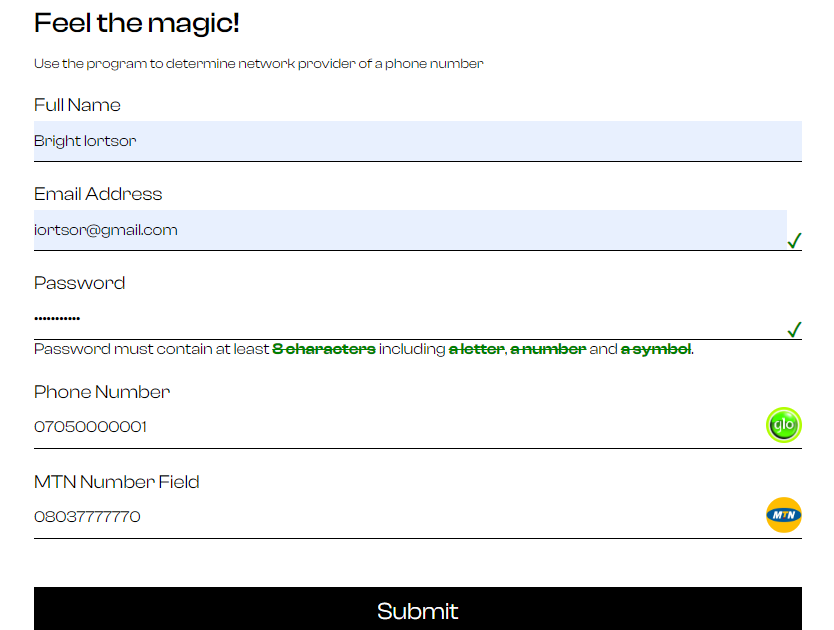 Feel the magic!
Use the program to determine network provider of a phone number
Full Name
Bright Iortsor
Email Address
iortsor@gmail.com
Password
•••••••••••
Password must contain at least 8 characters including a letter, a number and a symbol.
Phone Number
07050000001
glo
MTN Number Field
08037777770
MTN
Submit